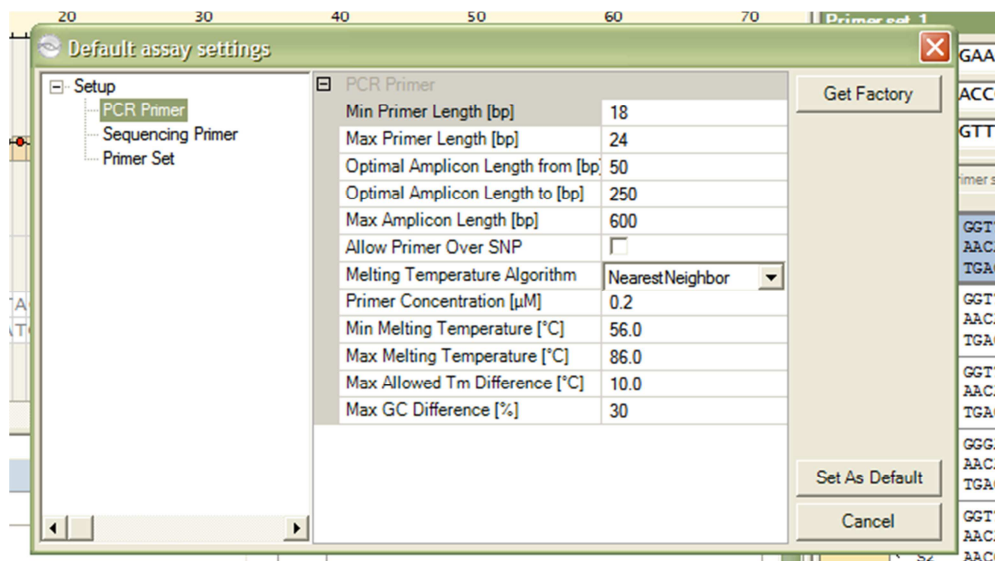 20 30 40 50 60 70
Primer set 1
Default assay settings
Setup
PCR Primer
Sequencing Primer
Primer Set
PCR Primer
Min Primer Length [bp] 18
Max Primer Length [bp] 24
Optimal Amplicon Length from [bp] 50
Optimal Amplicon Length to [bp] 250
Max Amplicon Length [bp] 600
Allow Primer Over SNP
Melting Temperature Algorithm NearestNeighbor
Primer Concentration [µM] 0.2
Min Melting Temperature [°C] 56.0
Max Melting Temperature [°C] 86.0
Max Allowed Tm Difference [°C] 10.0
Max GC Difference [%] 30
Get Factory
Set As Default
Cancel
GAA
ACC
GTT
GGT
AAC
TGA
GGT
AAC
TGA
GGT
AAC
TGA
GGG
AAC
TGA
GGT
AAC